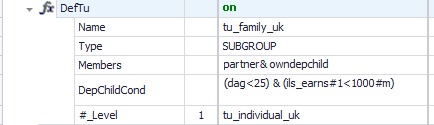 fx DefTu on
Name tu_family_uk
Type SUBGROUP
Members partner& owndepchild
DepChildCond (dag<25) & (ils_earns#1<1000#m)
#_Level 1 tu_individual_uk